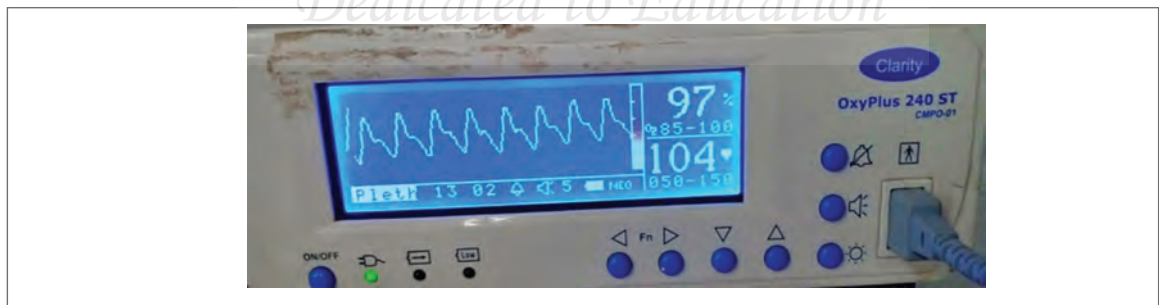 Dedicated to Education
Clarity
OxyPlus 240 ST
CMPO-01
97 %
85-100
104
050-150
Pleth 13 02 5 NEO
ON/OFF
LOW
Fn